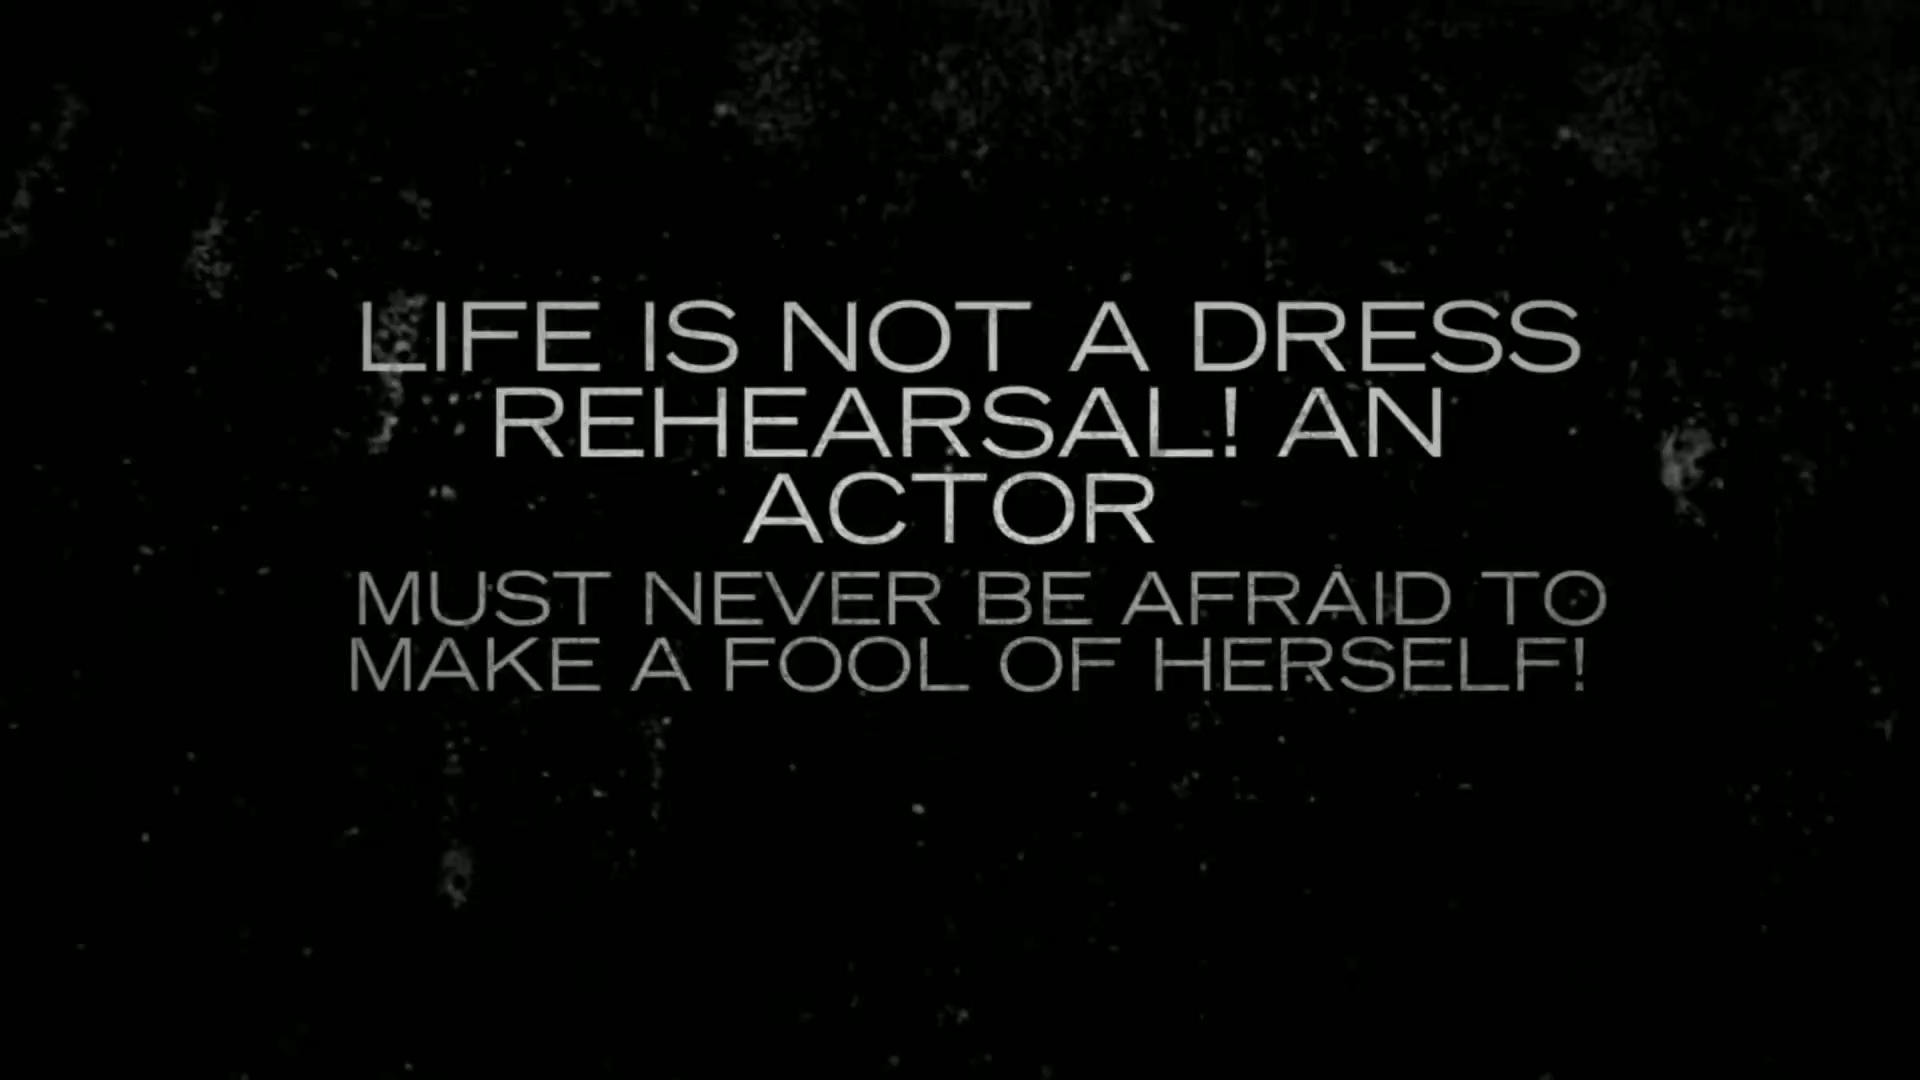 LIFE IS NOT A DRESS
REHEARSAL! AN
ACTOR
MUST NEVER BE AFRAID TO
MAKE A FOOL OF HERSELF!